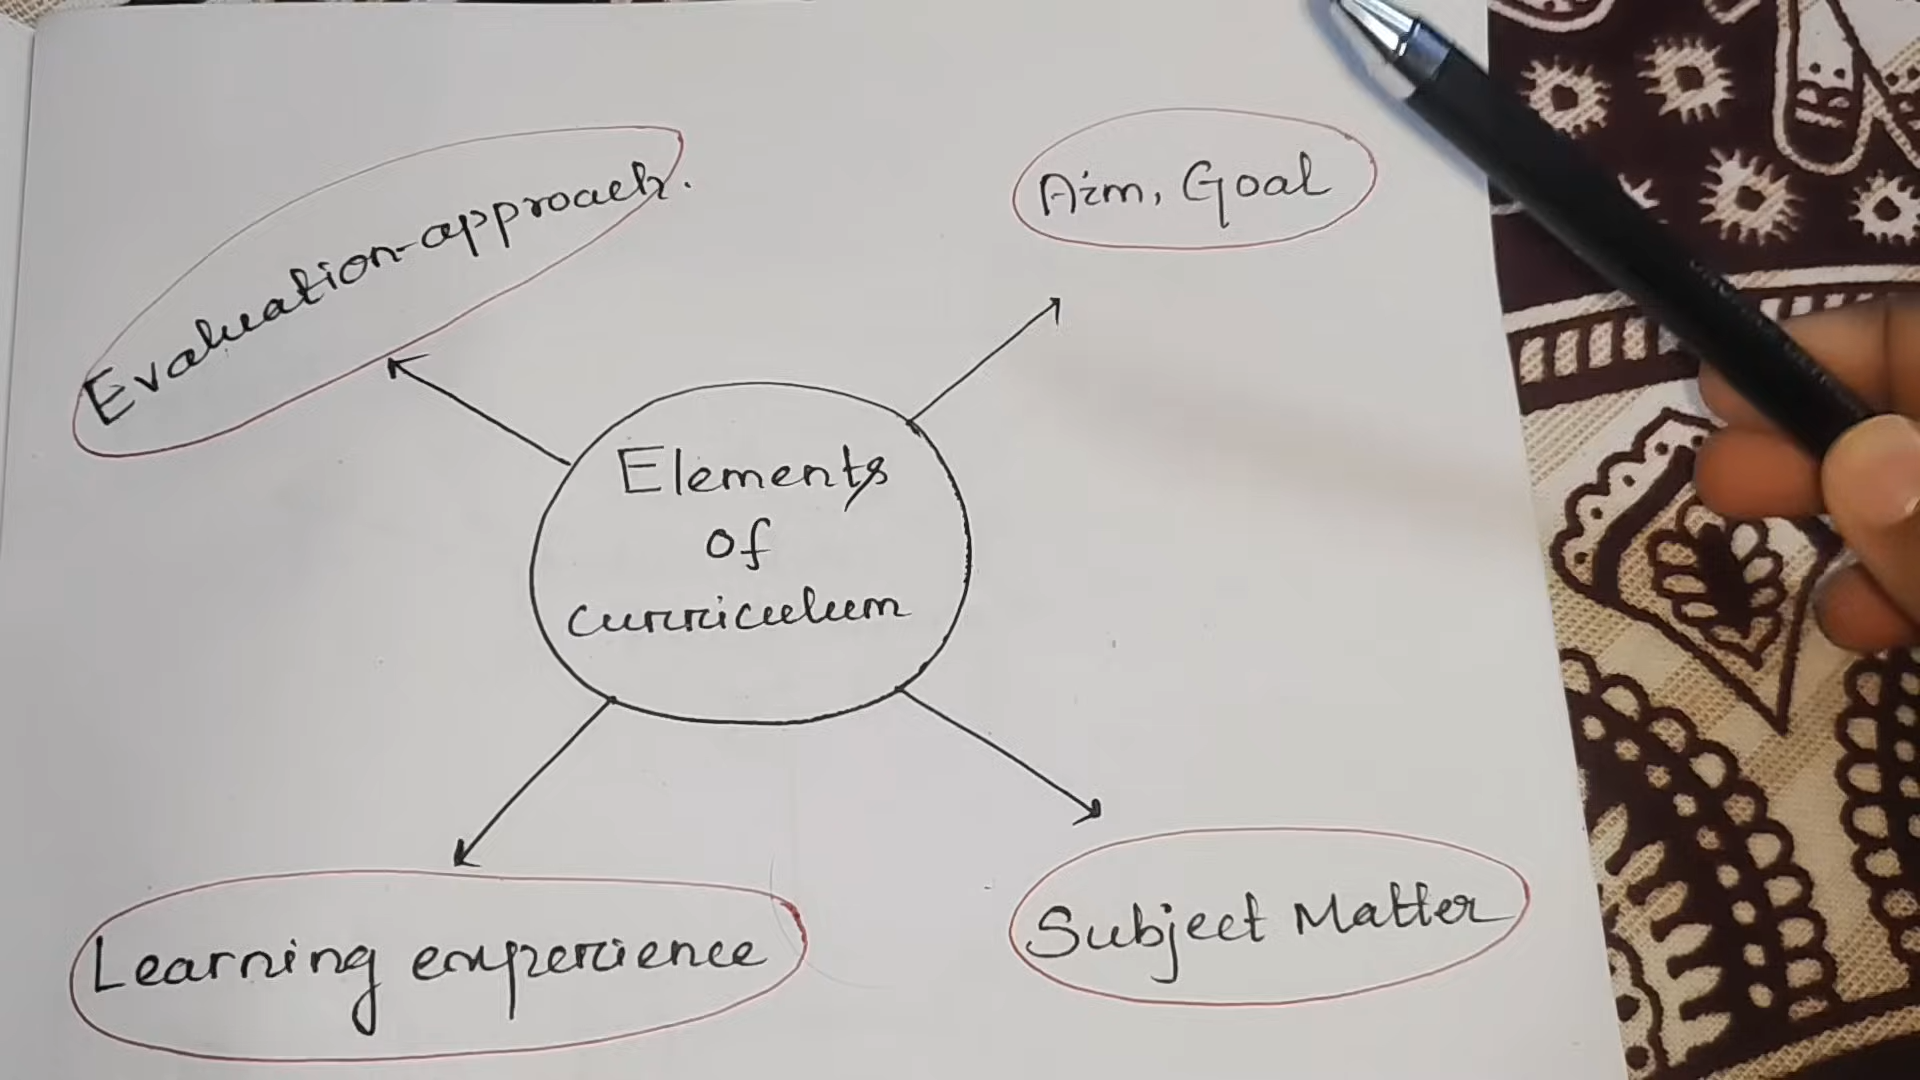 Evaluation-approach.
Aim, Goal
Elements
of
curriculum
Learning experience
Subject Matter